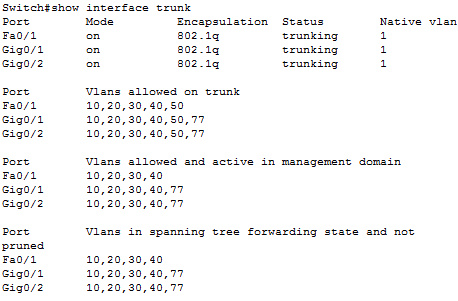 Switch#show interface trunk
Port Mode Encapsulation Status Native vlan
Fa0/1 on 802.1q trunking 1
Gig0/1 on 802.1q trunking 1
Gig0/2 on 802.1q trunking 1
Port Vlans allowed on trunk
Fa0/1 10,20,30,40,50
Gig0/1 10,20,30,40,50,77
Gig0/2 10,20,30,40,50,77
Port Vlans allowed and active in management domain
Fa0/1 10,20,30,40
Gig0/1 10,20,30,40,77
Gig0/2 10,20,30,40,77
Port Vlans in spanning tree forwarding state and not
pruned
Fa0/1 10,20,30,40
Gig0/1 10,20,30,40,77
Gig0/2 10,20,30,40,77